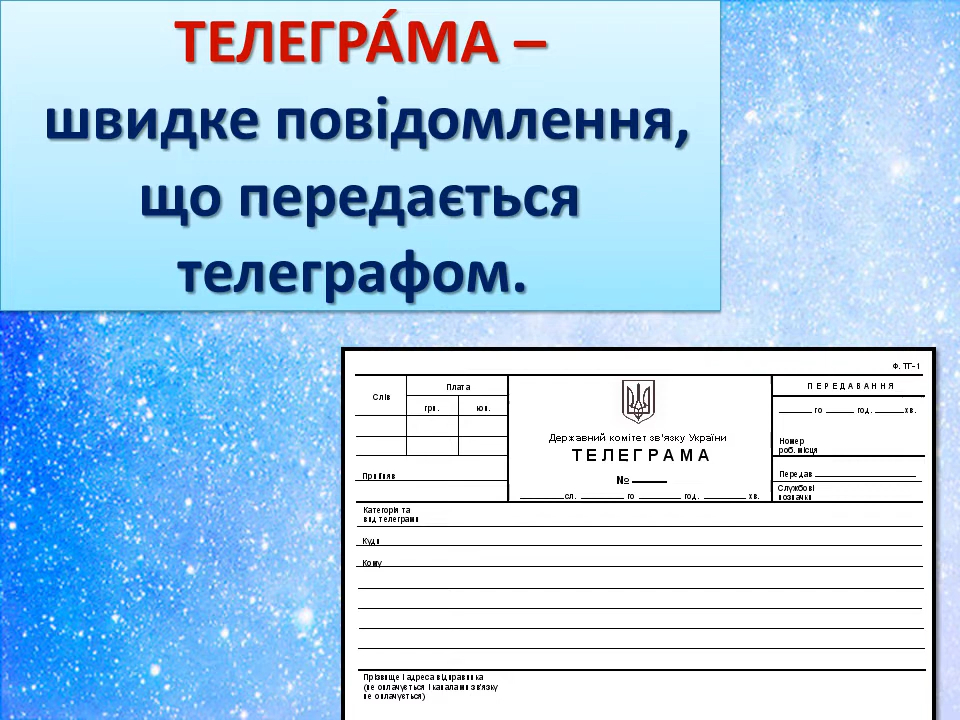 ТЕЛЕГРА́МА –
швидке повідомлення,
що передається
телеграфом.
Ф. ТГ-1
Слів
Плата
грн.
коп.
Прийняв
Державний комітет зв'язку України
ТЕЛЕГРАМА
№
сл. го год. хв.
ПЕРЕДАВАННЯ
го год. хв.
Номер
роб. місця
Передав
Службові
позначки
Категорія та
вид телеграми
Куди
Кому
Прізвище і адреса відправника
(не оплачується і каналами зв'язку
не оплачується)